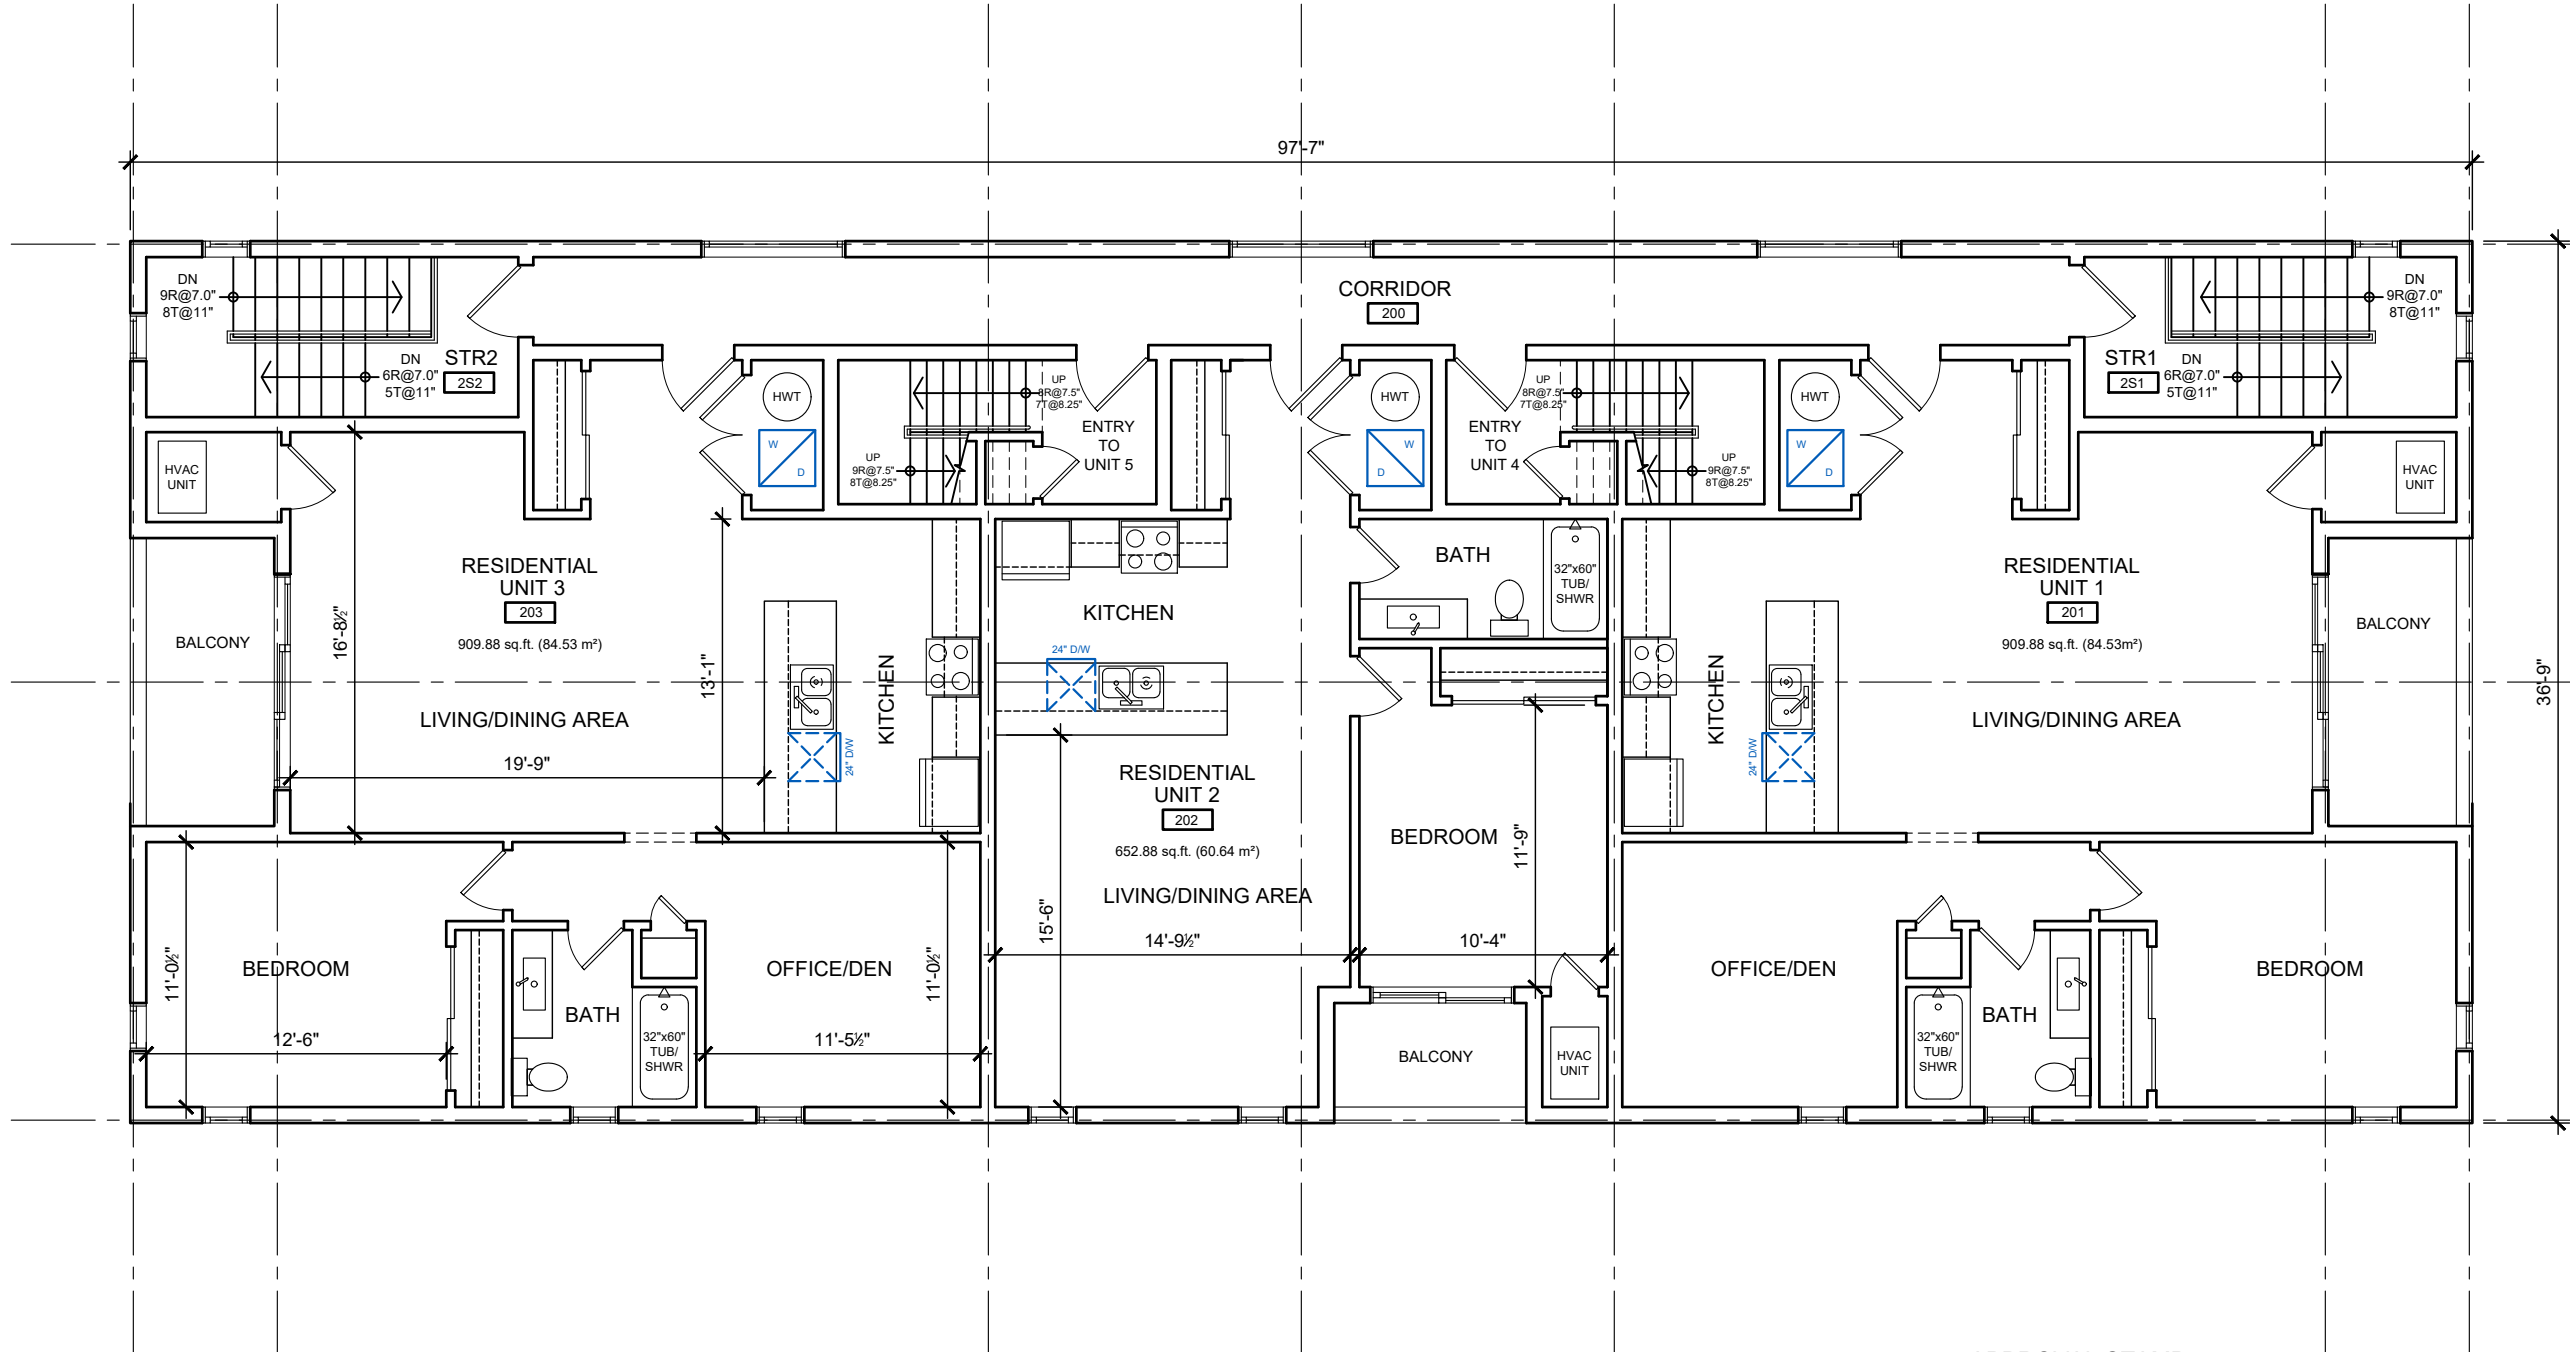 97'-7"
DN
9R@7.0"
8T@11"
DN
6R@7.0"
5T@11"
STR2
2S2
CORRIDOR
200
DN
9R@7.0"
8T@11"
STR1
2S1
DN
6R@7.0"
5T@11"
HWT
W
D
UP
8R@7.5"
7T@8.25"
UP
9R@7.5"
8T@8.25"
ENTRY
TO
UNIT 5
HWT
W
D
UP
8R@7.5"
7T@8.25"
ENTRY
TO
UNIT 4
UP
9R@7.5"
8T@8.25"
HWT
W
D
HVAC
UNIT
HVAC
UNIT
RESIDENTIAL
UNIT 3
203
909.88 sq.ft. (84.53 m²)
BALCONY
16'-8½"
13'-1"
LIVING/DINING AREA
19'-9"
KITCHEN
24" D/W
KITCHEN
24" D/W
BATH
32"x60"
TUB/
SHWR
RESIDENTIAL
UNIT 2
202
652.88 sq.ft. (60.64 m²)
LIVING/DINING AREA
15'-6"
14'-9½"
BEDROOM
11'-9"
10'-4"
BALCONY
HVAC
UNIT
RESIDENTIAL
UNIT 1
201
909.88 sq.ft. (84.53m²)
BALCONY
KITCHEN
24" D/W
LIVING/DINING AREA
36'-9"
BEDROOM
11'-0½"
12'-6"
BATH
32"x60"
TUB/
SHWR
OFFICE/DEN
11'-0½"
11'-5½"
OFFICE/DEN
32"x60"
TUB/
SHWR
BATH
BEDROOM